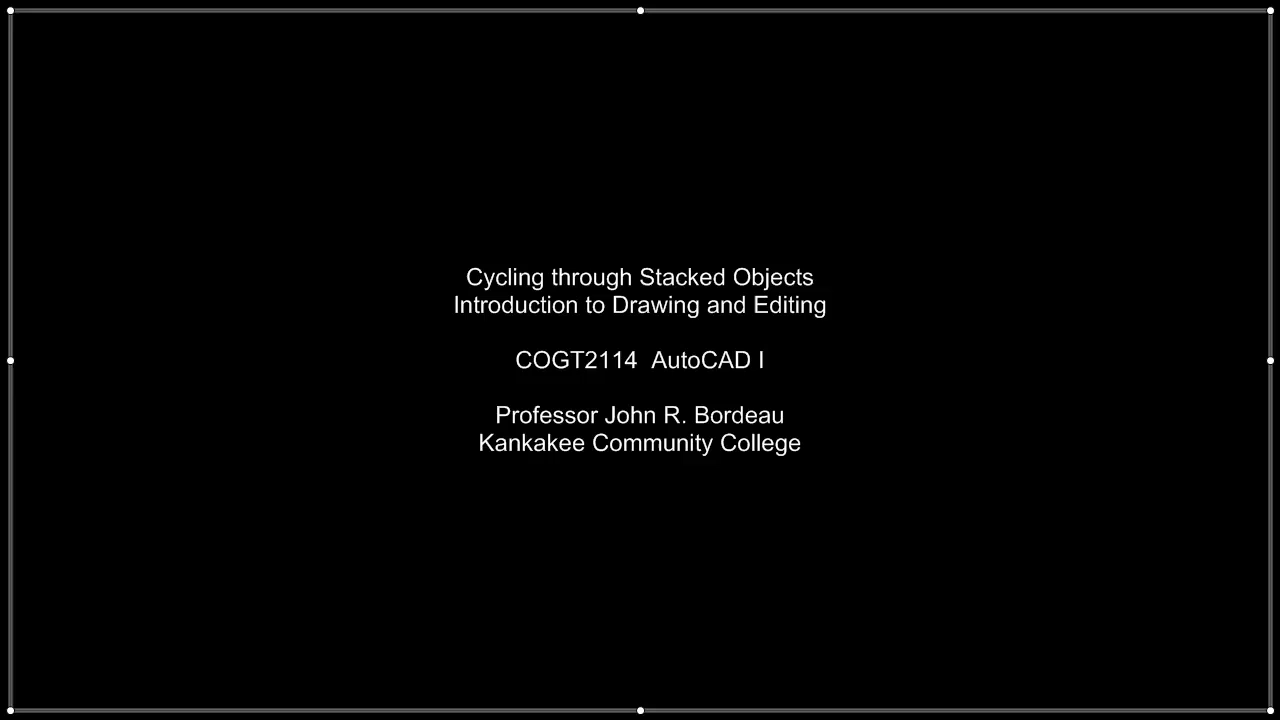 Cycling through Stacked Objects
Introduction to Drawing and Editing
COGT2114 AutoCAD I
Professor John R. Bordeau
Kankakee Community College